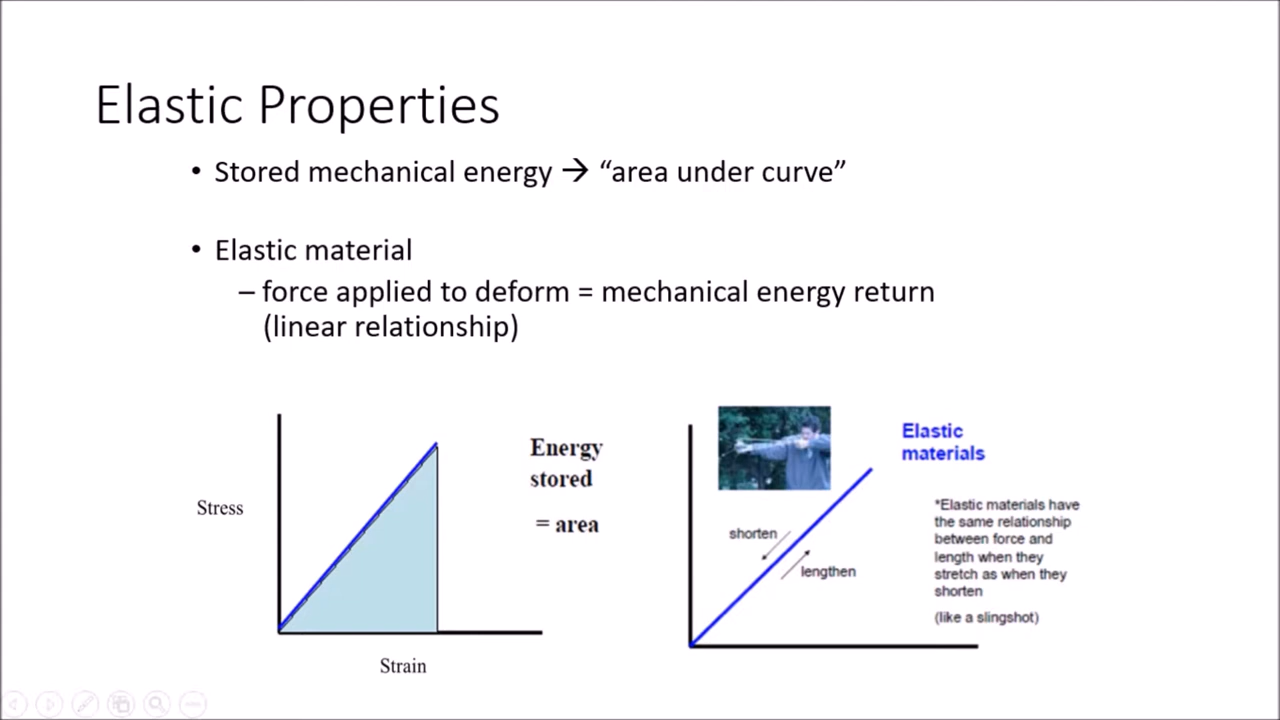 Elastic Properties
• Stored mechanical energy → “area under curve”
• Elastic material
– force applied to deform = mechanical energy return
(linear relationship)
Stress
Strain
Energy
stored
= area
shorten
lengthen
Elastic
materials
*Elastic materials have
the same relationship
between force and
length when they
stretch as when they
shorten
(like a slingshot)